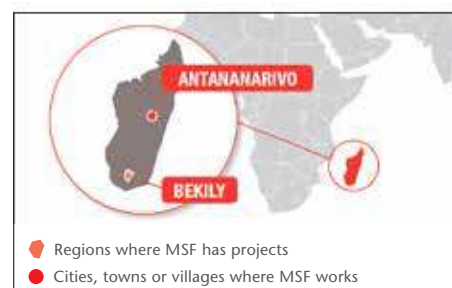 ANTANANARIVO
BEKILY
Regions where MSF has projects
Cities, towns or villages where MSF works